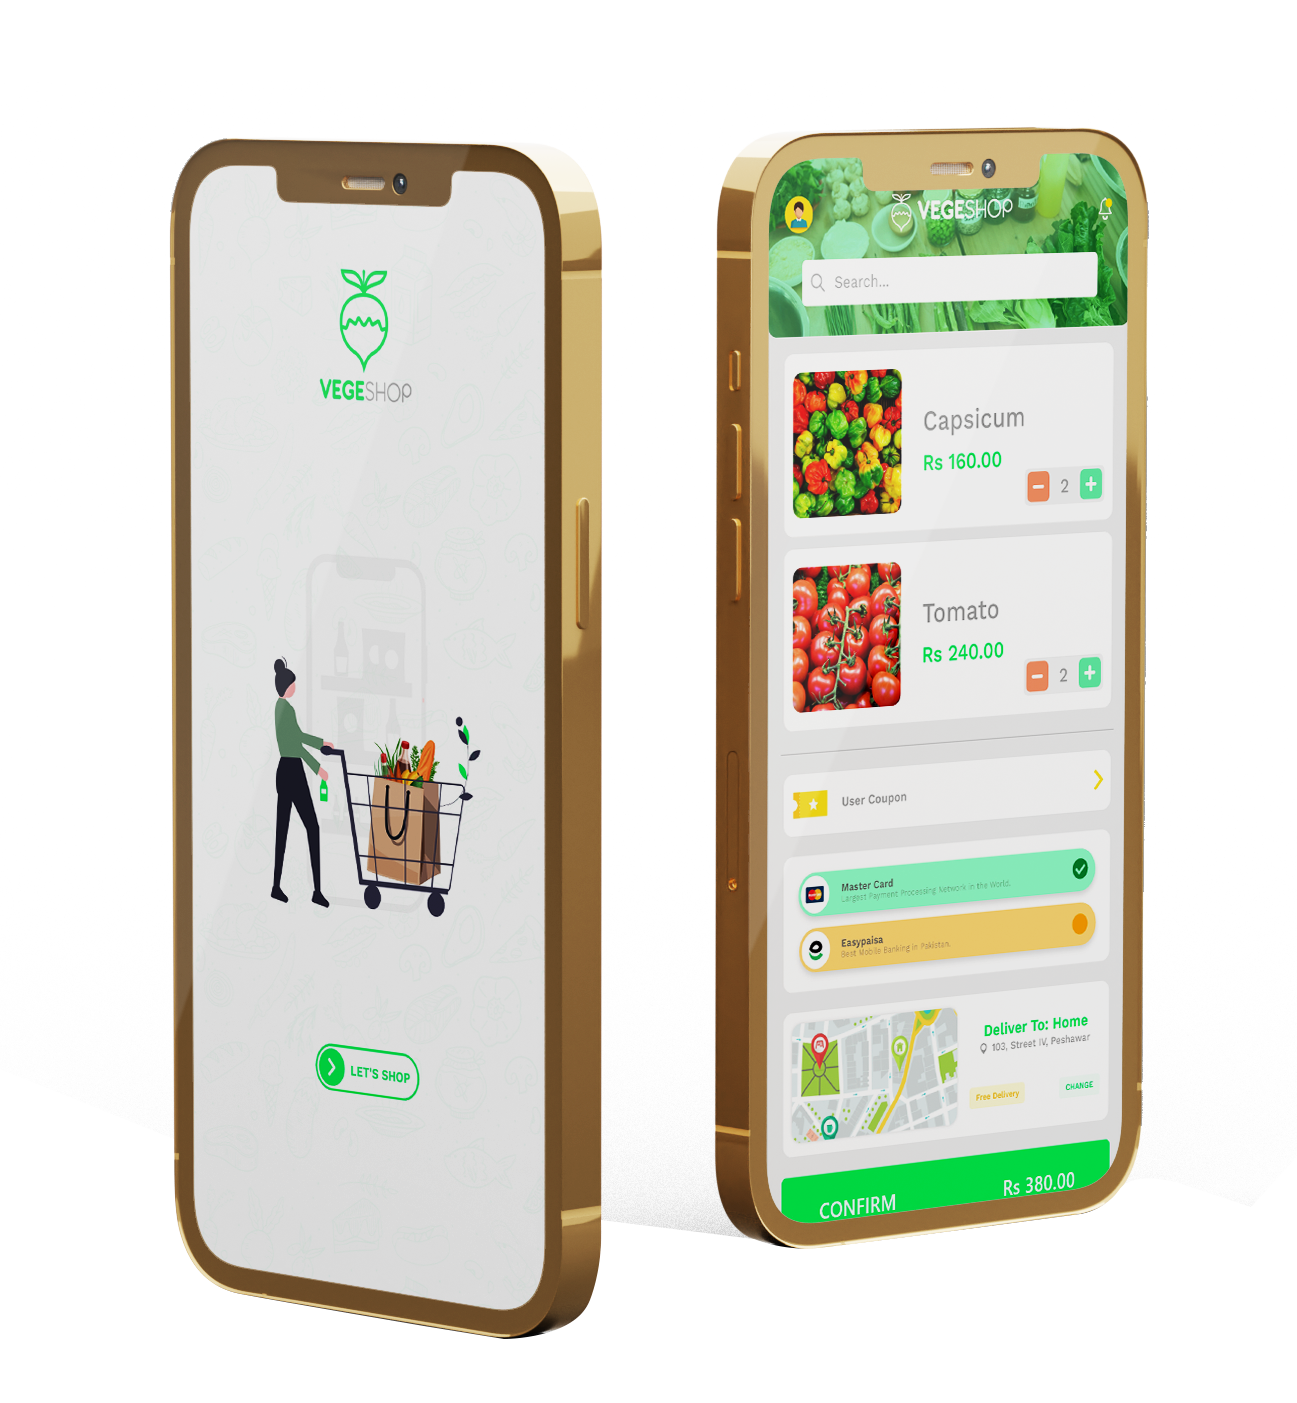 VEGESHOP
LET'S SHOP
VEGESHOP
Search...
Capsicum
Rs 160.00
2
Tomato
Rs 240.00
2
User Coupon
Master Card
Largest Payment Processing Network in the World.
Easypaisa
Best Mobile Banking in Pakistan.
Deliver To: Home
103, Street IV, Peshawar
Free Delivery
CHANGE
CONFIRM
Rs 380.00